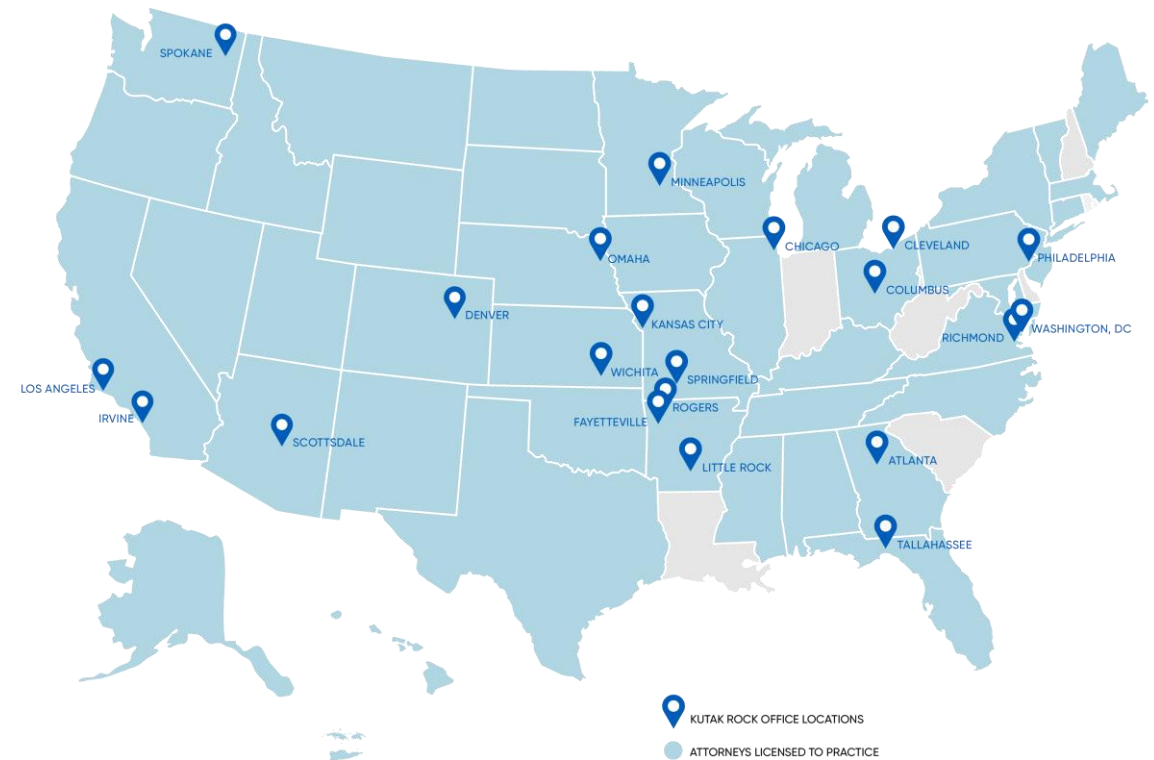 SPOKANE
MINNEAPOLIS
CHICAGO
CLEVELAND
OMAHA
PHILADELPHIA
COLUMBUS
DENVER
KANSAS CITY
WASHINGTON, DC
RICHMOND
WICHITA
SPRINGFIELD
LOS ANGELES
ROGERS
IRVINE
FAYETTEVILLE
SCOTTSDALE
ATLANTA
LITTLE ROCK
TALLAHASSEE
KUTAK ROCK OFFICE LOCATIONS
ATTORNEYS LICENSED TO PRACTICE